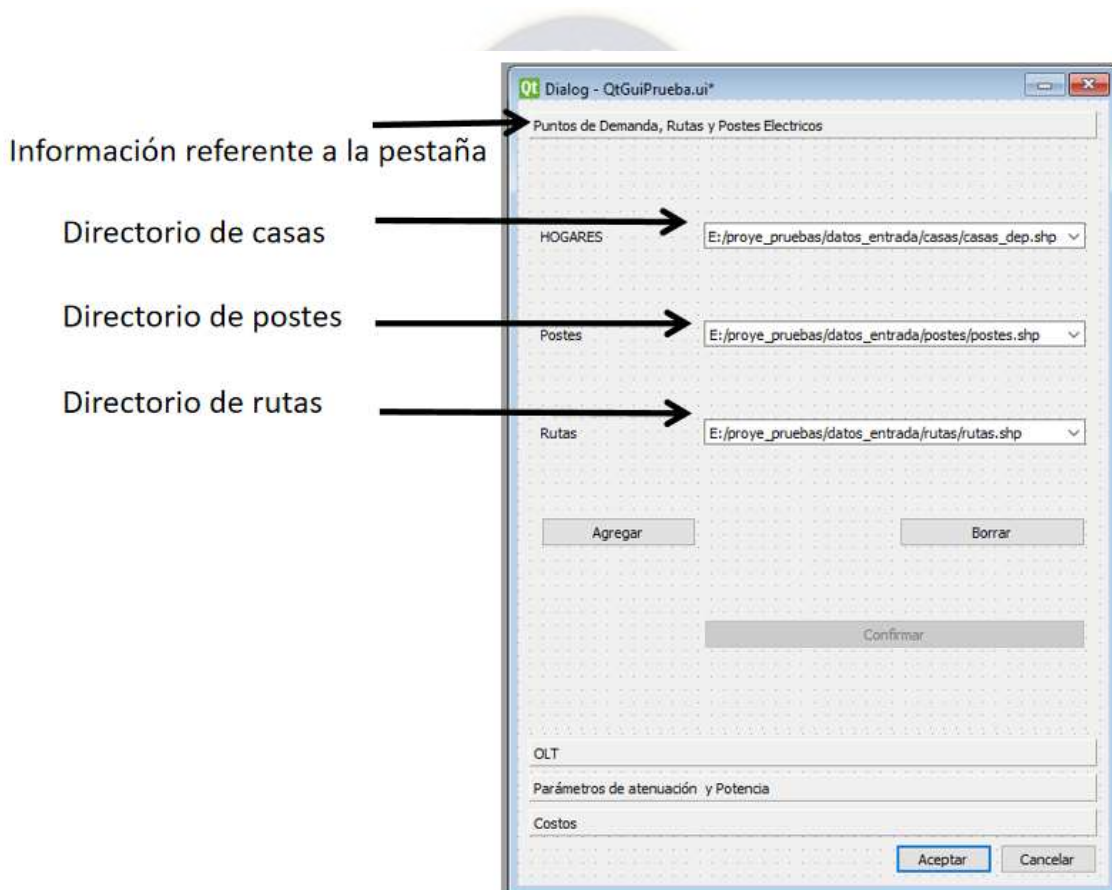 Dialog - QtGuiPrueba.ui*
Puntos de Demanda, Rutas y Postes Electricos
Información referente a la pestaña
Directorio de casas
HOGARES
E:/proye_pruebas/datos_entrada/casas/casas_dep.shp
Directorio de postes
Postes
E:/proye_pruebas/datos_entrada/postes/postes.shp
Directorio de rutas
Rutas
E:/proye_pruebas/datos_entrada/rutas/rutas.shp
Agregar
Borrar
Confirmar
OLT
Parámetros de atenuación y Potencia
Costos
Aceptar
Cancelar